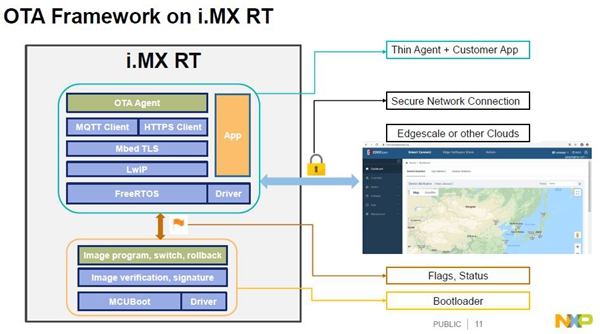 OTA Framework on i.MX RT
i.MX RT
OTA Agent
MQTT Client
HTTPS Client
App
Mbed TLS
LwIP
FreeRTOS
Driver
Image program, switch, rollback
Image verification, signature
MCUBoot
Driver
Thin Agent + Customer App
Secure Network Connection
Edgescale or other Clouds
Dashboard
Map
Flags, Status
Bootloader
PUBLIC
11
NXP